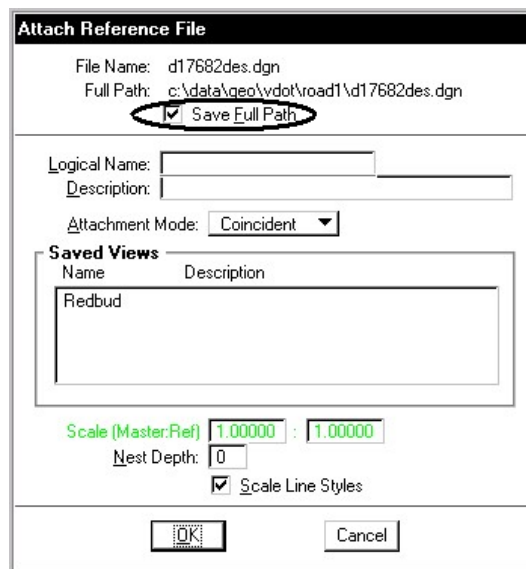 Attach Reference File
File Name: d17682des.dgn
Full Path: c:\data\geo\vdot\road1\d17682des.dgn
Save Full Path
Logical Name:
Description:
Attachment Mode: Coincident
Saved Views
Name Description
Redbud
Scale (Master:Ref) 1.00000 : 1.00000
Nest Depth: 0
Scale Line Styles
OK Cancel